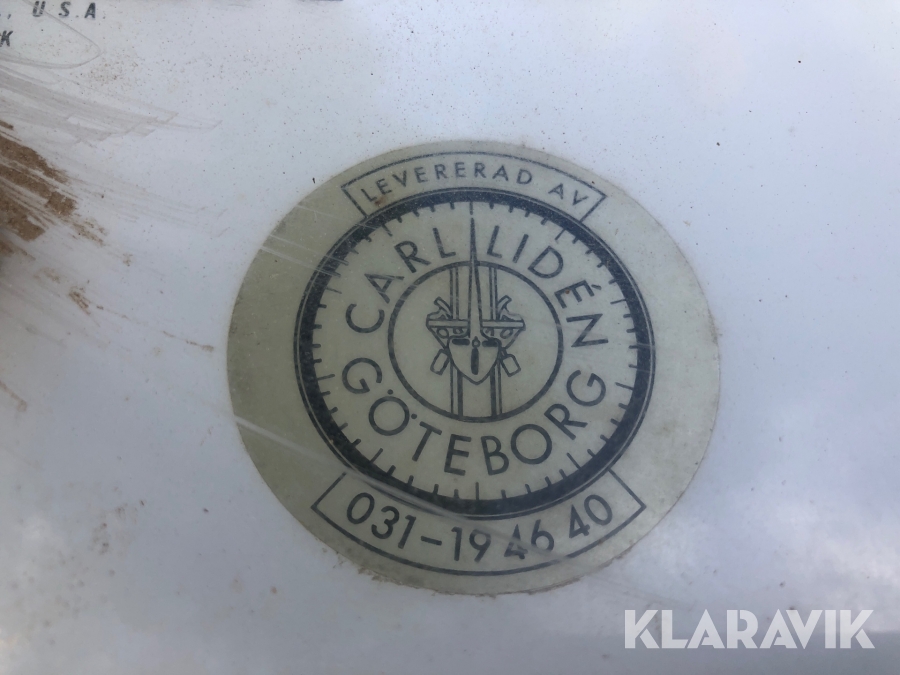 ., U.S.A.
K
LEVERERAD AV
CARL LIDÉN
GÖTEBORG
031-19 46 40
KLARAVIK